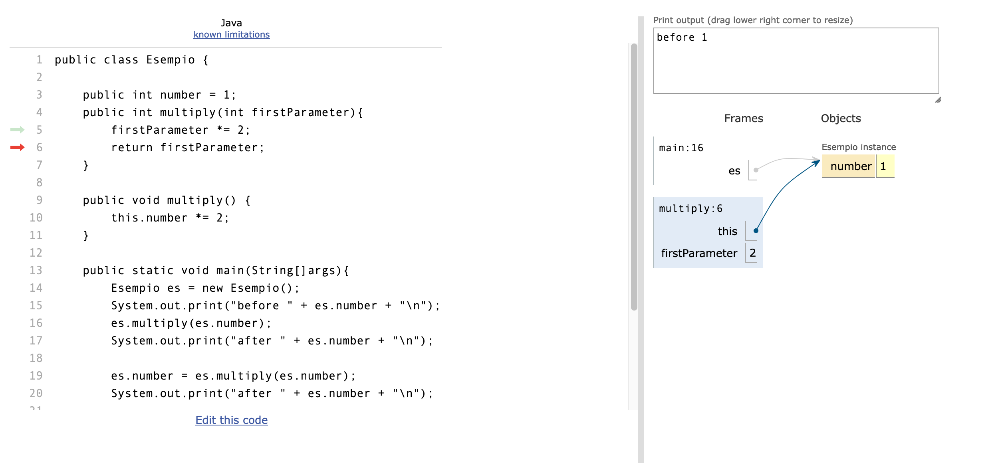 Java
known limitations
1 public class Esempio {
2
3 public int number = 1;
4 public int multiply(int firstParameter){
5 firstParameter *= 2;
6 return firstParameter;
7 }
8
9 public void multiply() {
10 this.number *= 2;
11 }
12
13 public static void main(String[]args){
14 Esempio es = new Esempio();
15 System.out.print("before " + es.number + "\n");
16 es.multiply(es.number);
17 System.out.print("after " + es.number + "\n");
18
19 es.number = es.multiply(es.number);
20 System.out.print("after " + es.number + "\n");
21
Edit this code
Print output (drag lower right corner to resize)
before 1
Frames Objects
main:16
es
Esempio instance
number 1
multiply:6
this
firstParameter 2